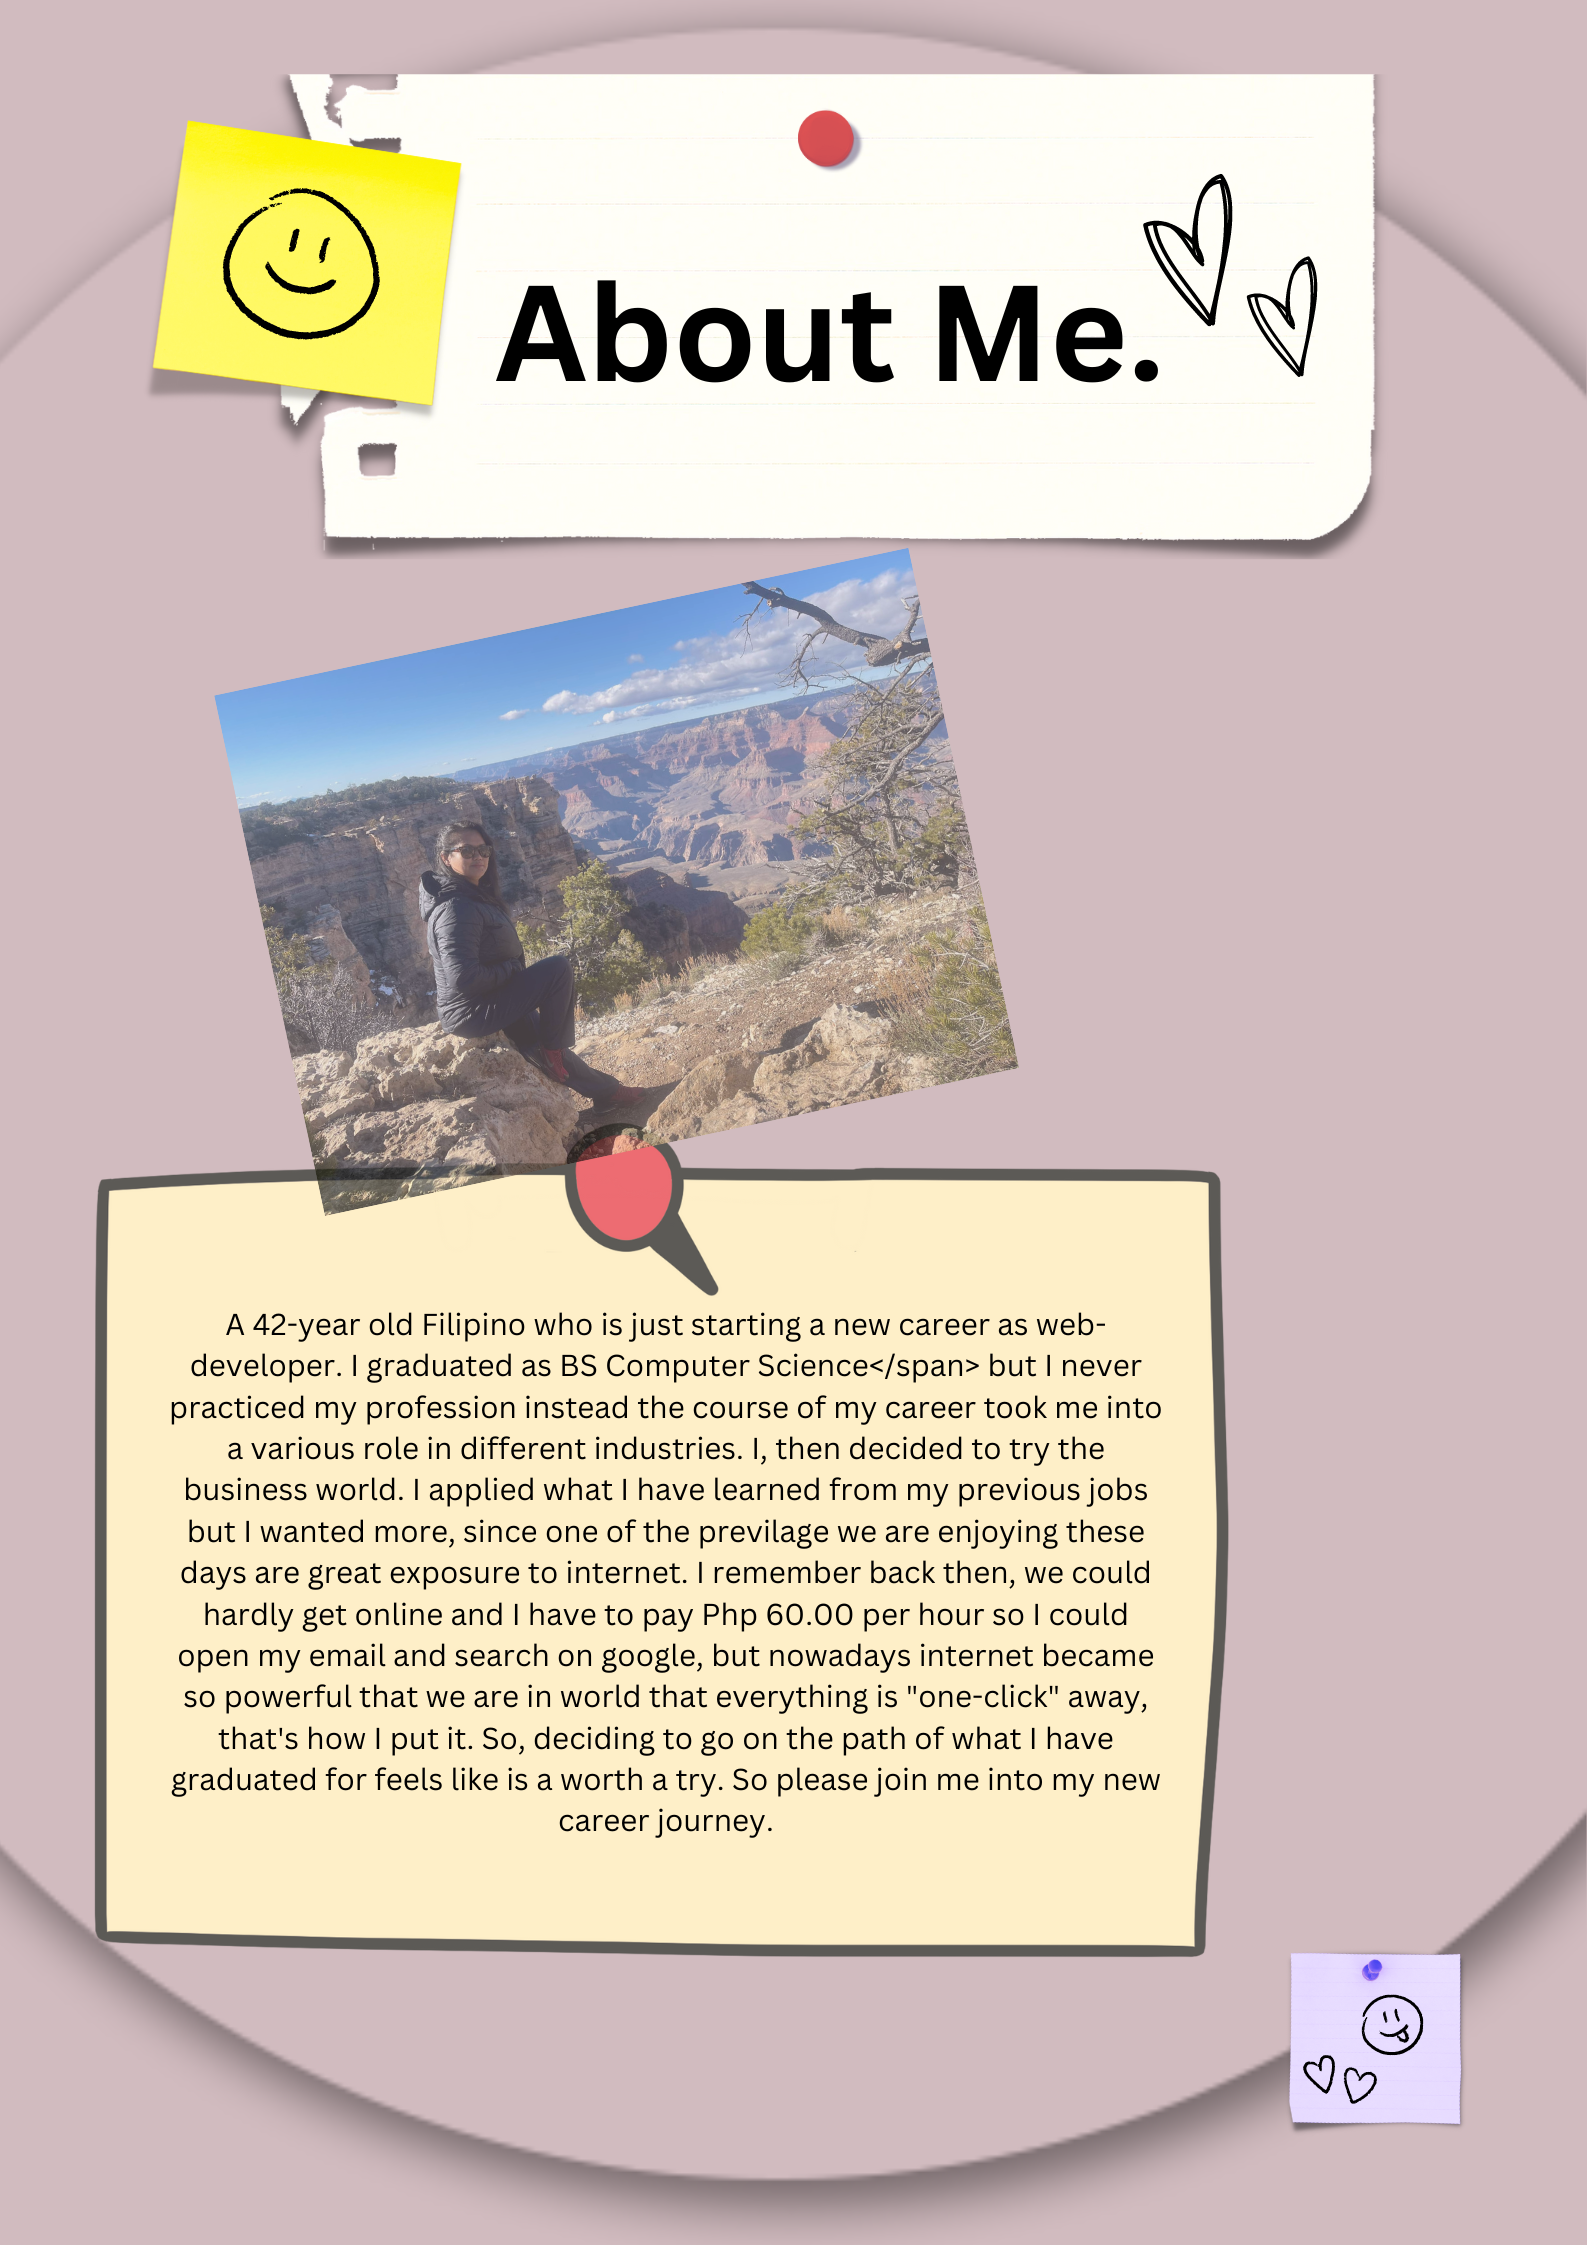 About Me.
A 42-year old Filipino who is just starting a new career as web-
developer. I graduated as BS Computer Science</span> but I never
practiced my profession instead the course of my career took me into
a various role in different industries. I, then decided to try the
business world. I applied what I have learned from my previous jobs
but I wanted more, since one of the previlage we are enjoying these
days are great exposure to internet. I remember back then, we could
hardly get online and I have to pay Php 60.00 per hour so I could
open my email and search on google, but nowadays internet became
so powerful that we are in world that everything is "one-click" away,
that's how I put it. So, deciding to go on the path of what I have
graduated for feels like is a worth a try. So please join me into my new
career journey.